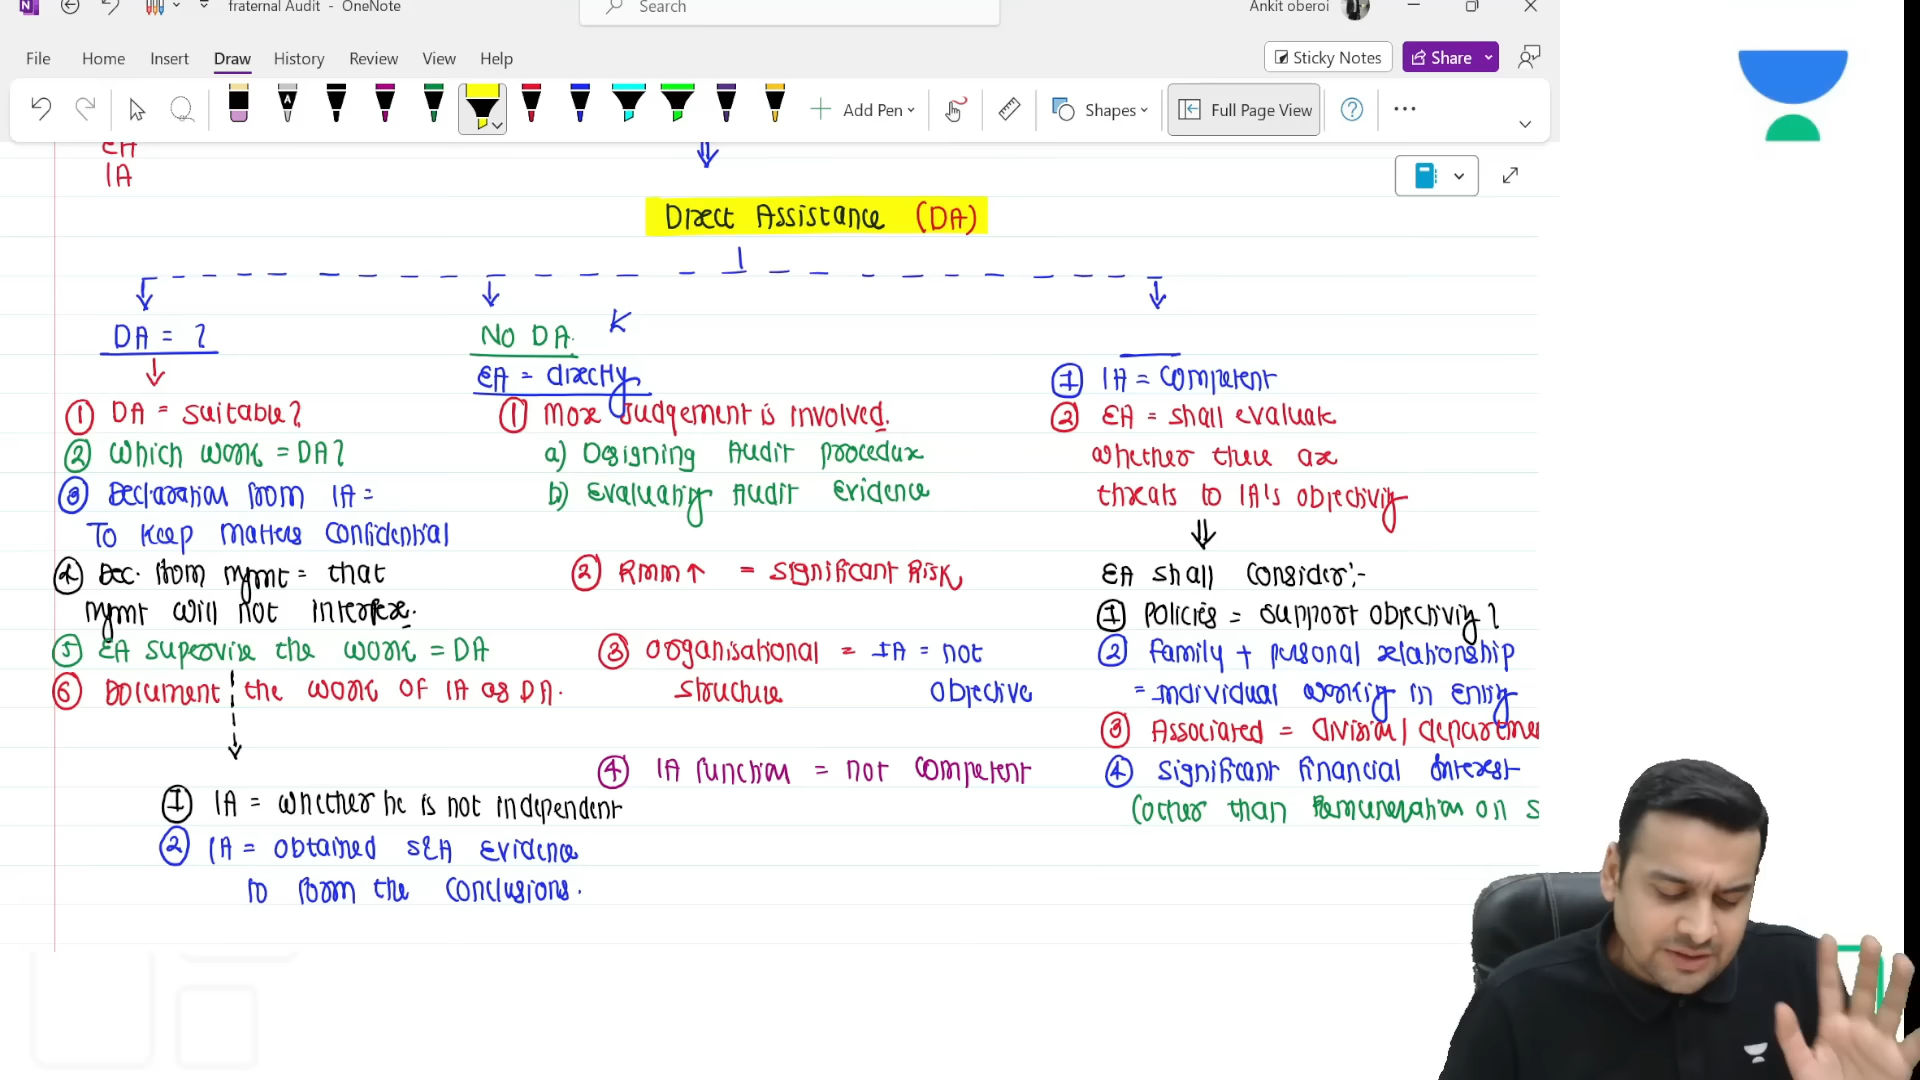 fraternal Audit - OneNote
Search
Ankit oberoi
File Home Insert Draw History Review View Help
Sticky Notes
Share
Add Pen
Shapes
Full Page View
EA
IA
Direct Assistance (DA)
DA = ?
① DA = suitable?
② Which work = DA?
③ Declaration from IA =
To keep matters confidential
④ Dec. from mgmt = that
mgmt will not interfere.
⑤ EA supervise the work = DA
⑥ Document the work of IA as DA.
① IA = whether he is not independent
② IA = obtained S&A Evidence
to form the conclusions.
NO DA.
K
EA = directly
① More Judgement is involved.
a) Designing Audit procedure
b) Evaluating Audit Evidence
② Rmm↑ = significant Risk
③ organisational = IA = not
structure objective
④ IA function = not competent
① IA = competent
② EA = shall evaluate
whether there are
threats to IA's objectivity
EA shall consider:-
① policies = support objectivity?
② family + personal relationship
= individual working in Entity
③ Associated = division/departme
④ significant financial Interest
(other than Remuneration on S